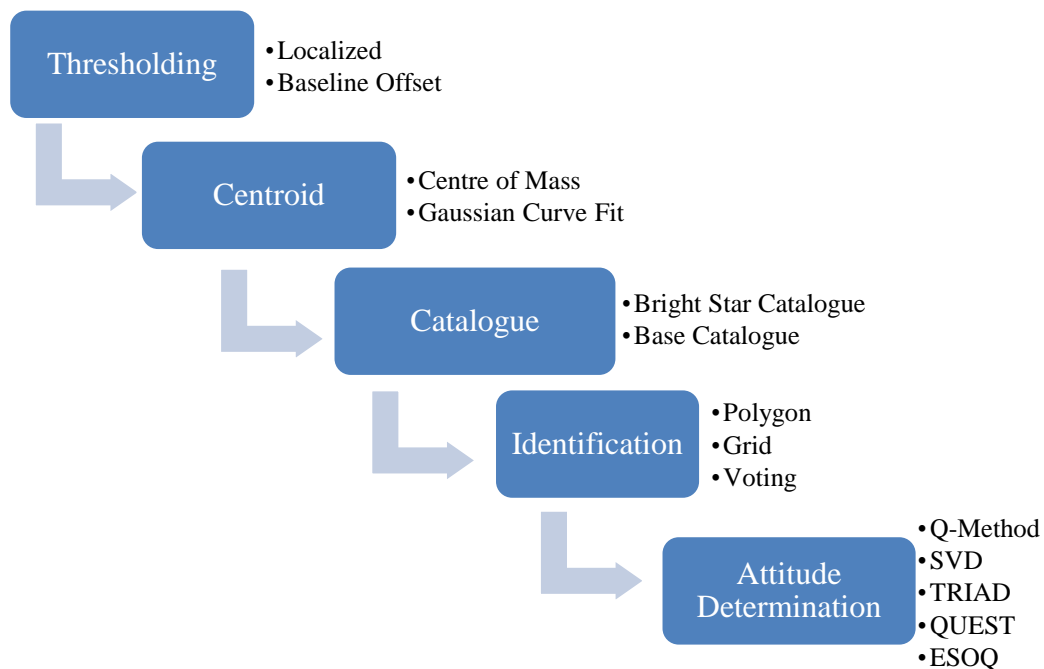 Thresholding
•Localized
•Baseline Offset
Centroid
•Centre of Mass
•Gaussian Curve Fit
Catalogue
•Bright Star Catalogue
•Base Catalogue
Identification
•Polygon
•Grid
•Voting
Attitude
Determination
•Q-Method
•SVD
•TRIAD
•QUEST
•ESOQ